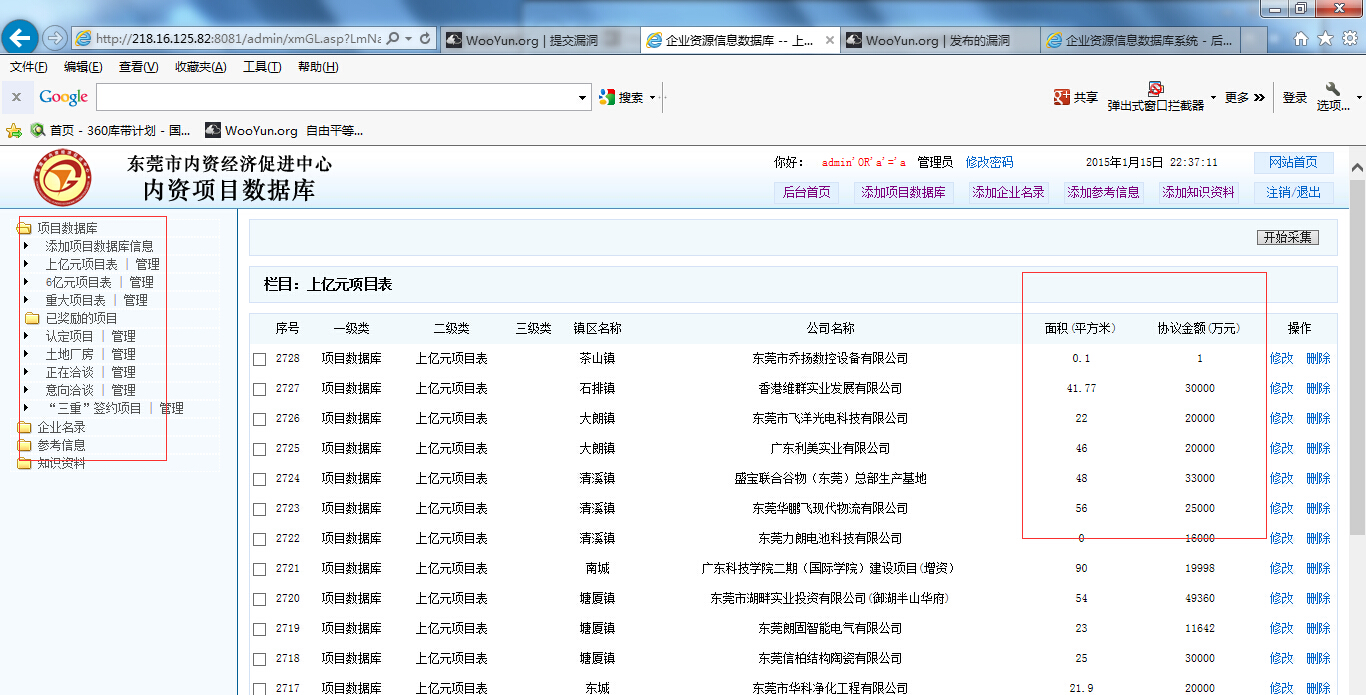 http://218.16.125.82:8081/admin/xmGL.asp?LmNa
WooYun.org | 提交漏洞
企业资源信息数据库 -- 上...
WooYun.org | 发布的漏洞
企业资源信息数据库系统 - 后...
文件(F) 编辑(E) 查看(V) 收藏夹(A) 工具(T) 帮助(H)
x Google 搜索 共享 弹出式窗口拦截器 更多 » 登录 选项...
首页 - 360库带计划 - 国... WooYun.org 自由平等...
东莞市内资经济促进中心
内资项目数据库
你好： admin'OR'a'='a 管理员 修改密码 2015年1月15日 22:37:11 网站首页
后台首页 添加项目数据库 添加企业名录 添加参考信息 添加知识资料 注销/退出
项目数据库
添加项目数据库信息
上亿元项目表 | 管理
6亿元项目表 | 管理
重大项目表 | 管理
已奖励的项目
认定项目 | 管理
土地厂房 | 管理
正在洽谈 | 管理
意向洽谈 | 管理
“三重”签约项目 | 管理
企业名录
参考信息
知识资料
开始采集
栏目：上亿元项目表
序号 一级类 二级类 三级类 镇区名称 公司名称 面积(平方米) 协议金额(万元) 操作
2728 项目数据库 上亿元项目表 茶山镇 东莞市乔扬数控设备有限公司 0.1 1 修改 删除
2727 项目数据库 上亿元项目表 石排镇 香港维群实业发展有限公司 41.77 30000 修改 删除
2726 项目数据库 上亿元项目表 大朗镇 东莞市飞洋光电科技有限公司 22 20000 修改 删除
2725 项目数据库 上亿元项目表 大朗镇 广东利美实业有限公司 46 20000 修改 删除
2724 项目数据库 上亿元项目表 清溪镇 盛宝联合谷物（东莞）总部生产基地 48 33000 修改 删除
2723 项目数据库 上亿元项目表 清溪镇 东莞华鹏飞现代物流有限公司 56 25000 修改 删除
2722 项目数据库 上亿元项目表 清溪镇 东莞力朗电池科技有限公司 0 16000 修改 删除
2721 项目数据库 上亿元项目表 南城 广东科技学院二期（国际学院）建设项目(增资) 90 19998 修改 删除
2720 项目数据库 上亿元项目表 塘厦镇 东莞市湖畔实业投资有限公司(御湖半山华府) 54 49360 修改 删除
2719 项目数据库 上亿元项目表 塘厦镇 东莞朗固智能电气有限公司 23 11642 修改 删除
2718 项目数据库 上亿元项目表 塘厦镇 东莞信柏结构陶瓷有限公司 25 30000 修改 删除
2717 项目数据库 上亿元项目表 东城 东莞市华科净化工程有限公司 21.9 20000 修改 删除